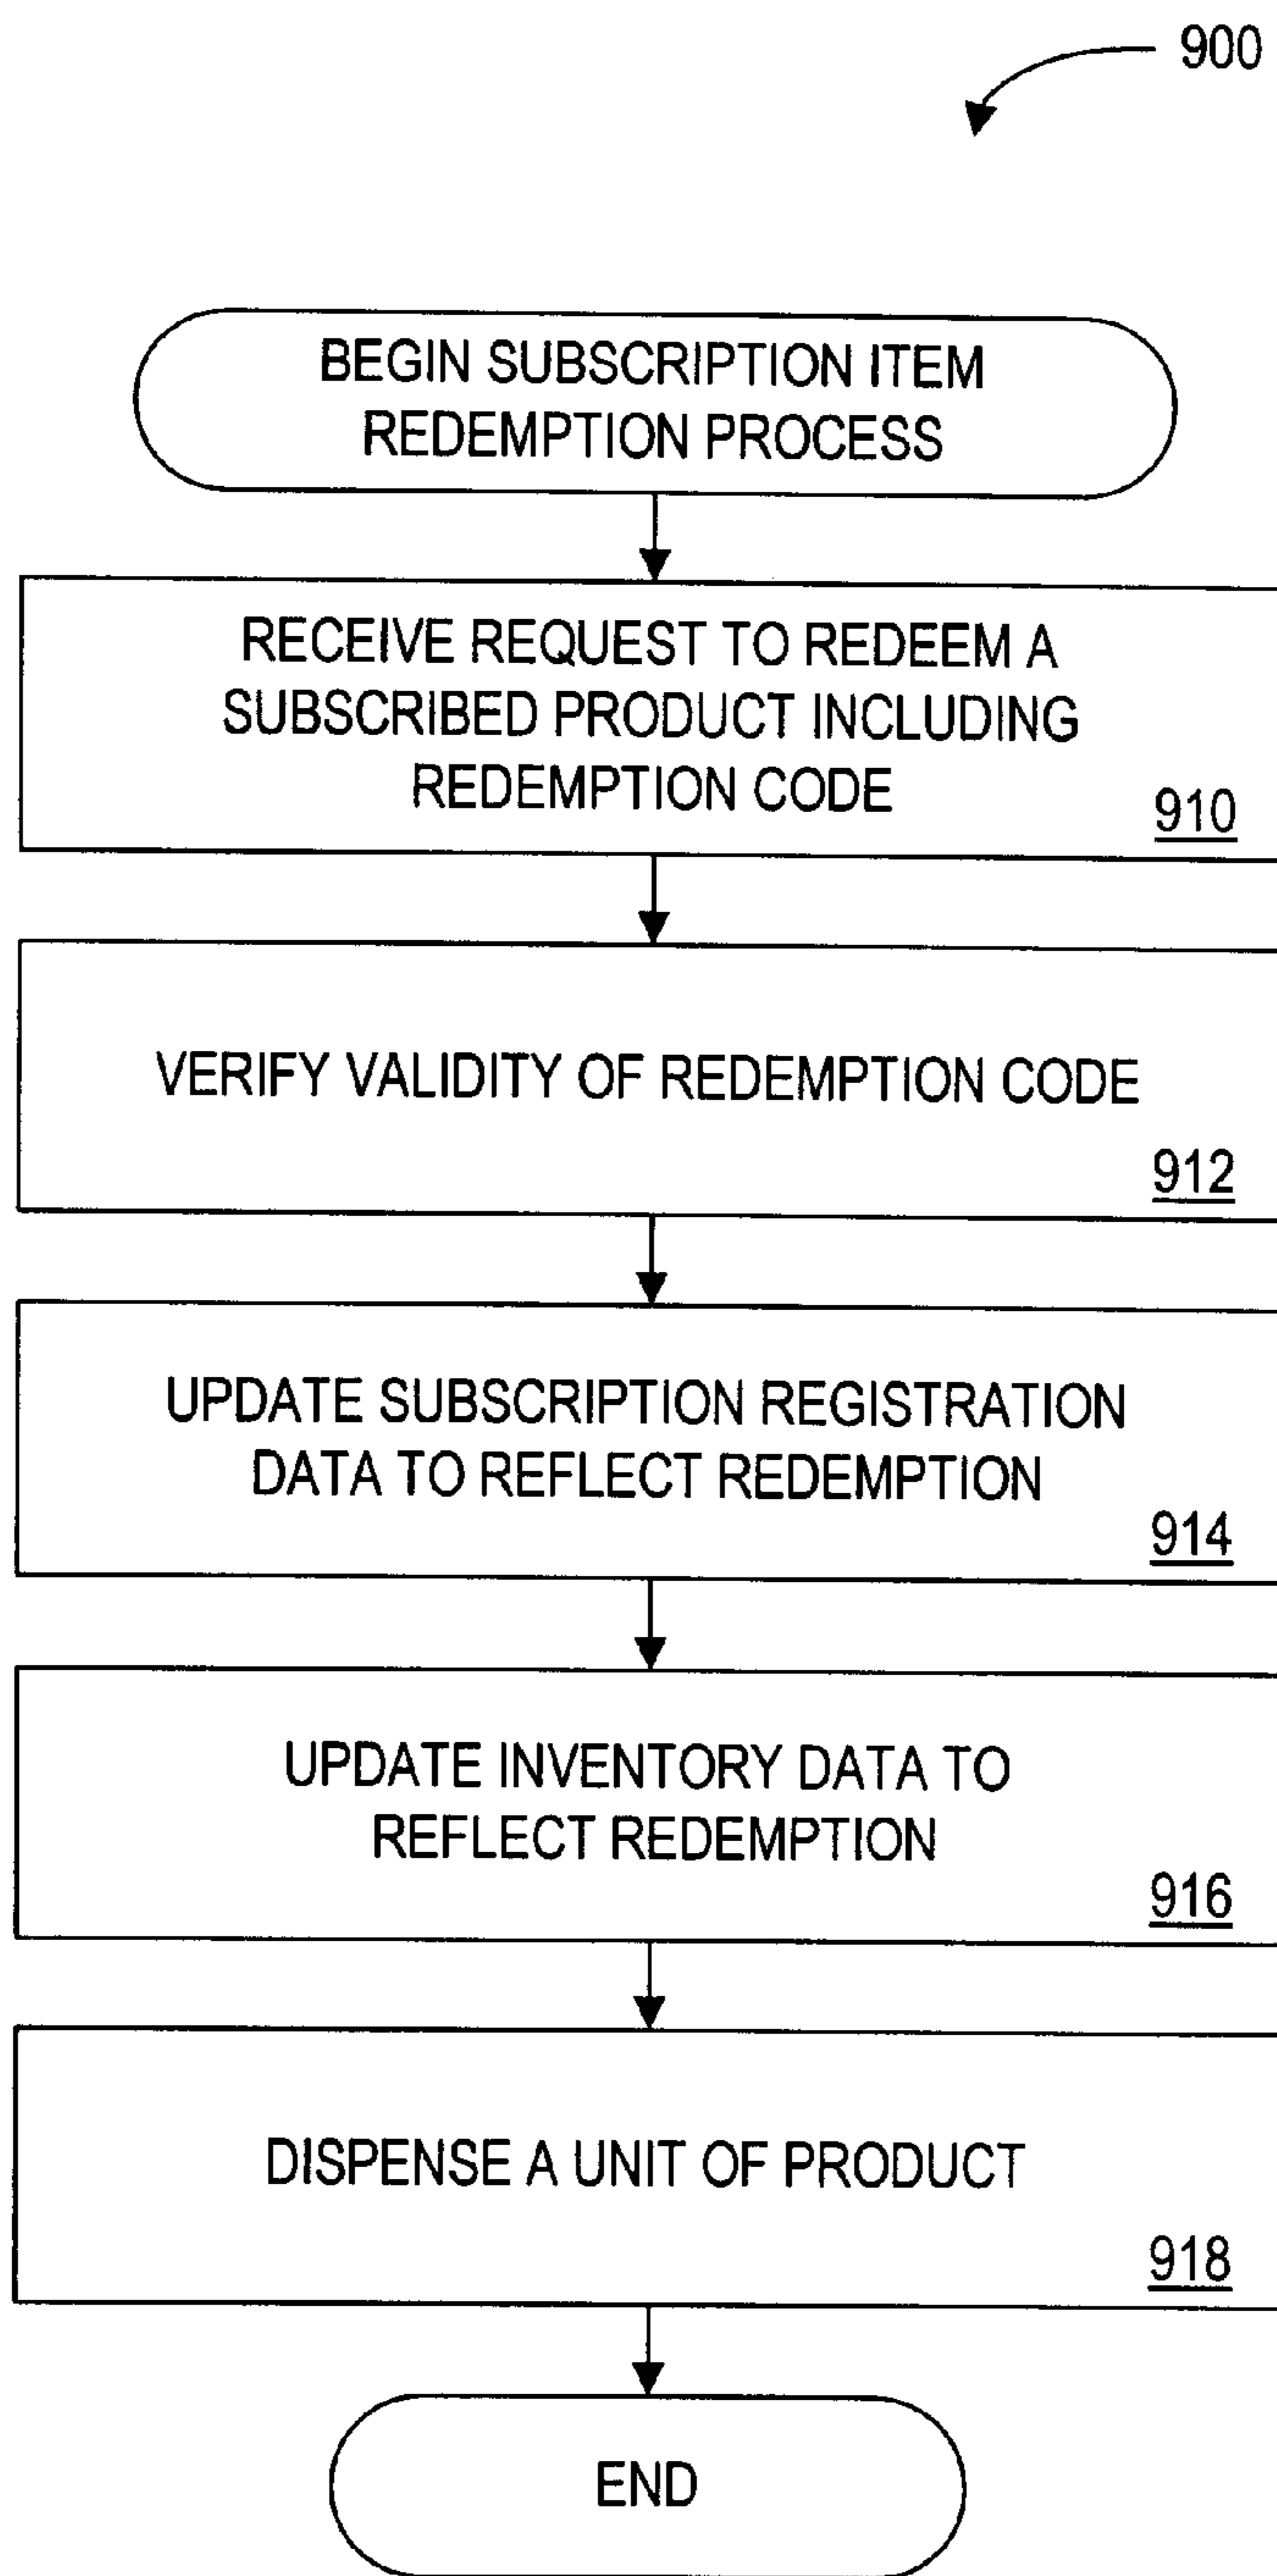 900
BEGIN SUBSCRIPTION ITEM
REDEMPTION PROCESS
RECEIVE REQUEST TO REDEEM A
SUBSCRIBED PRODUCT INCLUDING
REDEMPTION CODE
910
VERIFY VALIDITY OF REDEMPTION CODE
912
UPDATE SUBSCRIPTION REGISTRATION
DATA TO REFLECT REDEMPTION
914
UPDATE INVENTORY DATA TO
REFLECT REDEMPTION
916
DISPENSE A UNIT OF PRODUCT
918
END